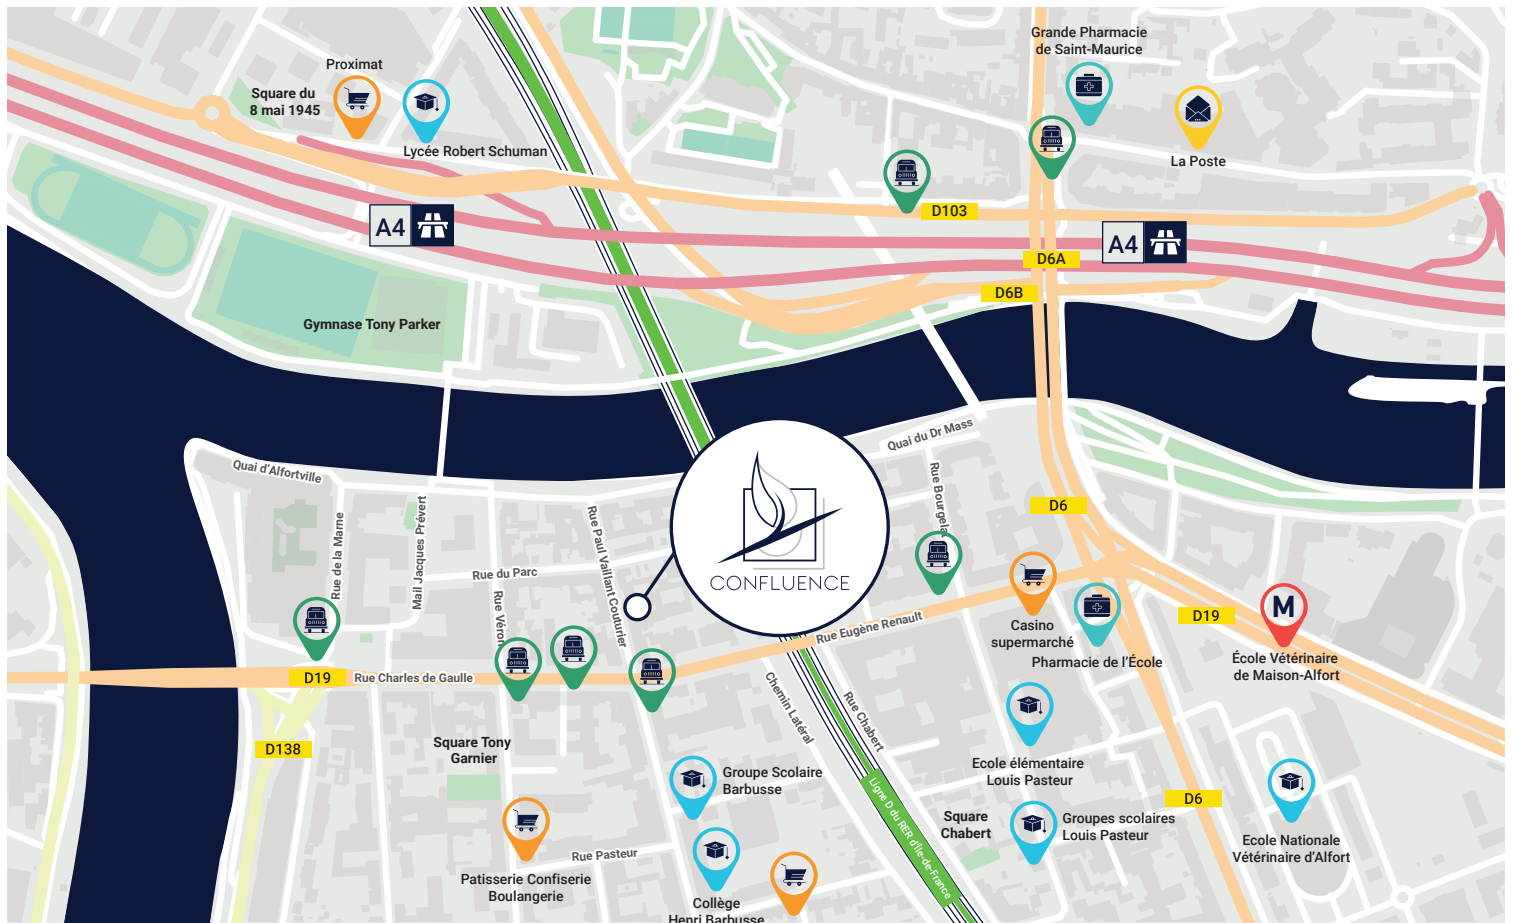 Grande Pharmacie
de Saint-Maurice
Proximat
Square du
8 mai 1945
Lycée Robert Schuman
La Poste
A4
D103
A4
D6A
D6B
Gymnase Tony Parker
Quai du Dr Mass
Quai d'Alfortville
Rue de la Marne
Mail Jacques Prévert
Rue Paul Vaillant Couturier
Rue Bourgelat
D6
Rue du Parc
Rue Véron
CONFLUENCE
Rue Eugène Renault
Casino
supermarché
Pharmacie de l'École
D19
M
École Vétérinaire
de Maison-Alfort
D19
Rue Charles de Gaulle
D138
Square Tony
Garnier
Chemin Latéral
Rue Chabert
Ecole élémentaire
Louis Pasteur
Groupe Scolaire
Barbusse
Ligne D du RER d'Île-de-France
D6
Square
Chabert
Groupes scolaires
Louis Pasteur
Ecole Nationale
Vétérinaire d'Alfort
Rue Pasteur
Patisserie Confiserie
Boulangerie
Collège
Henri Barbusse